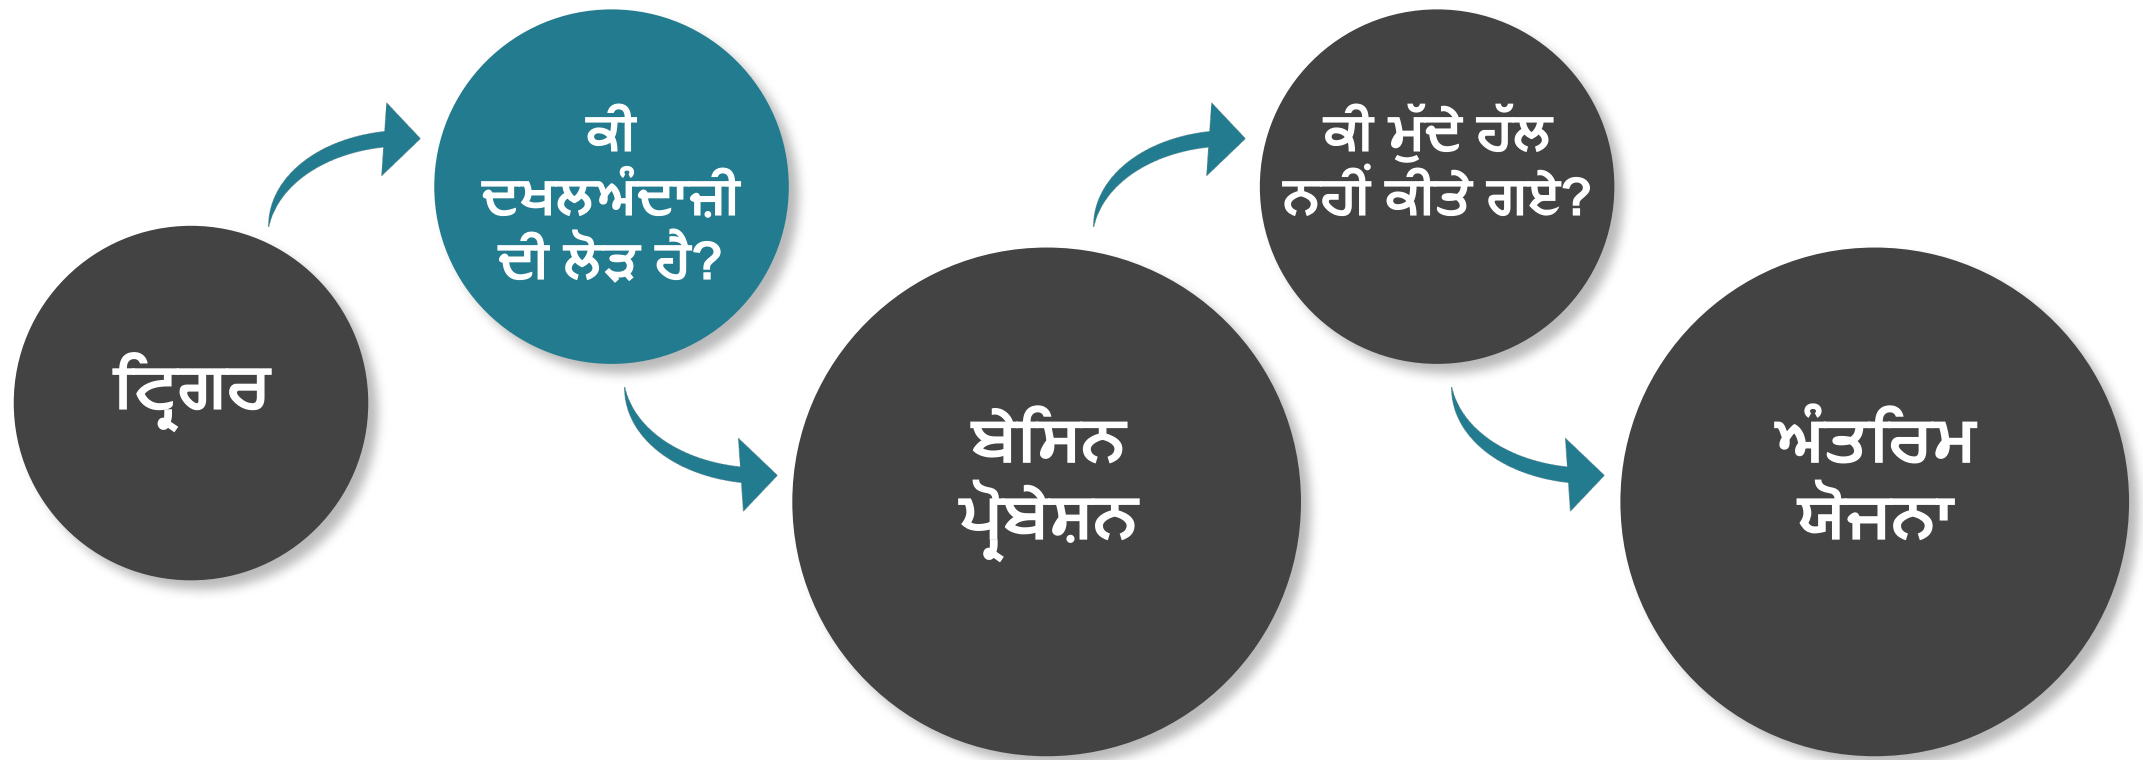 ਟ੍ਰਿਗਰ
ਕੀ
ਦਖਲਅੰਦਾਜ਼ੀ
ਦੀ ਲੋੜ ਹੈ?
ਬੇਸਿਨ
ਪ੍ਰੋਬੇਸ਼ਨ
ਕੀ ਮੁੱਦੇ ਹੱਲ
ਨਹੀਂ ਕੀਤੇ ਗਏ?
ਅੰਤਰਿਮ
ਯੋਜਨਾ